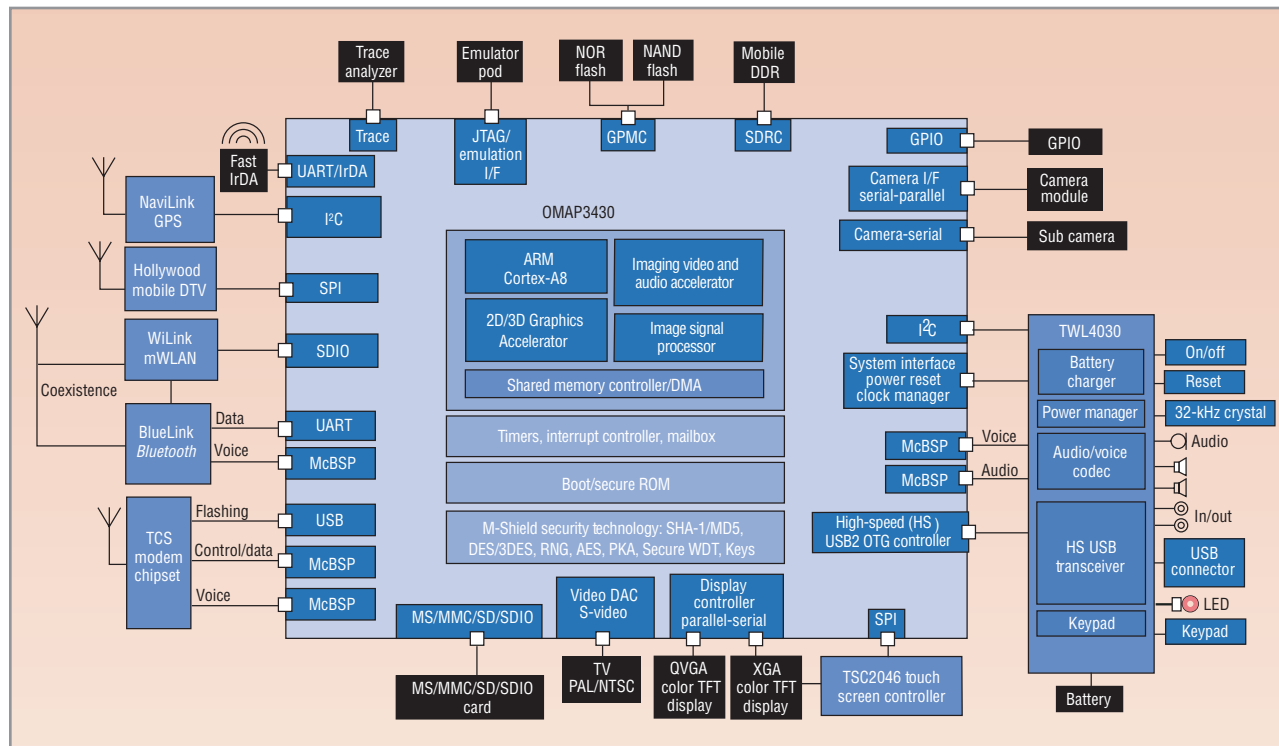 Trace
analyzer
Emulator
pod
NOR
flash
NAND
flash
Mobile
DDR
Trace
JTAG/
emulation
I/F
GPMC
SDRC
GPIO
GPIO
Fast
IrDA
UART/IrDA
Camera I/F
serial-parallel
Camera
module
NaviLink
GPS
I²C
OMAP3430
Camera-serial
Sub camera
Hollywood
mobile DTV
SPI
ARM
Cortex-A8
Imaging video and
audio accelerator
2D/3D Graphics
Accelerator
Image signal
processor
Shared memory controller/DMA
WiLink
mWLAN
SDIO
Coexistence
I²C
TWL4030
System interface
power reset
clock manager
Battery
charger
On/off
Reset
Power manager
32-kHz crystal
BlueLink
Bluetooth
Data
UART
Voice
McBSP
Timers, interrupt controller, mailbox
Boot/secure ROM
McBSP
Voice
McBSP
Audio
Audio/voice
codec
Audio
In/out
TCS
modem
chipset
Flashing
USB
Control/data
McBSP
Voice
McBSP
M-Shield security technology: SHA-1/MD5,
DES/3DES, RNG, AES, PKA, Secure WDT, Keys
High-speed (HS)
USB2 OTG controller
HS USB
transceiver
USB
connector
LED
Keypad
Keypad
MS/MMC/SD/SDIO
Video DAC
S-video
Display
controller
parallel-serial
SPI
MS/MMC/SD/SDIO
card
TV
PAL/NTSC
QVGA
color TFT
display
XGA
color TFT
display
TSC2046 touch
screen controller
Battery